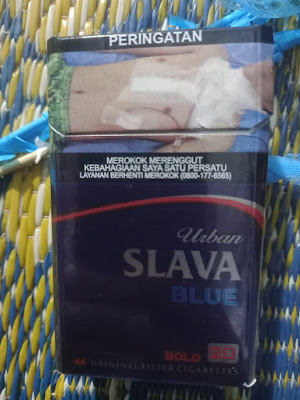 PERINGATAN
MEROKOK MERENGGUT
KEBAHAGIAAN SAYA SATU PERSATU
LAYANAN BERHENTI MEROKOK (0800-177-6565)
Urban
SLAVA
BLUE
BOLD 20
ORIGINAL FILTER CIGARETTES